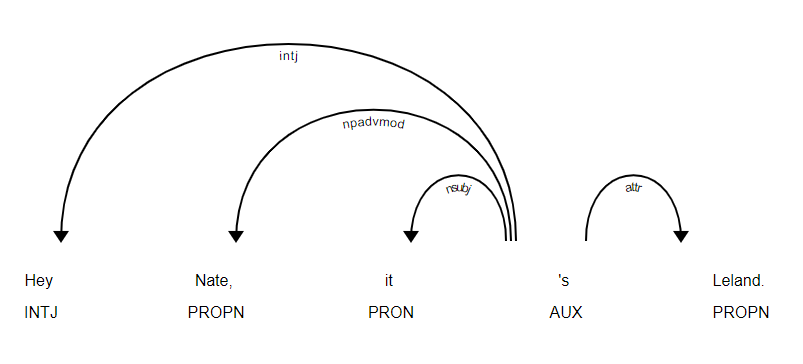 intj
npadvmod
nsubj attr
Hey Nate, it 's Leland.
INTJ PROPN PRON AUX PROPN